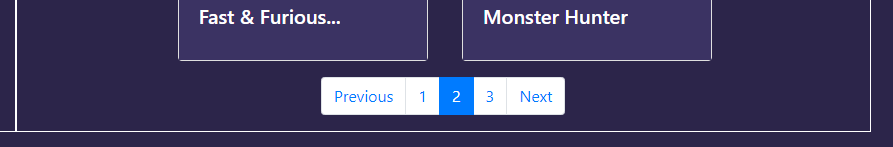 Fast & Furious...
Monster Hunter
Previous 1 2 3 Next